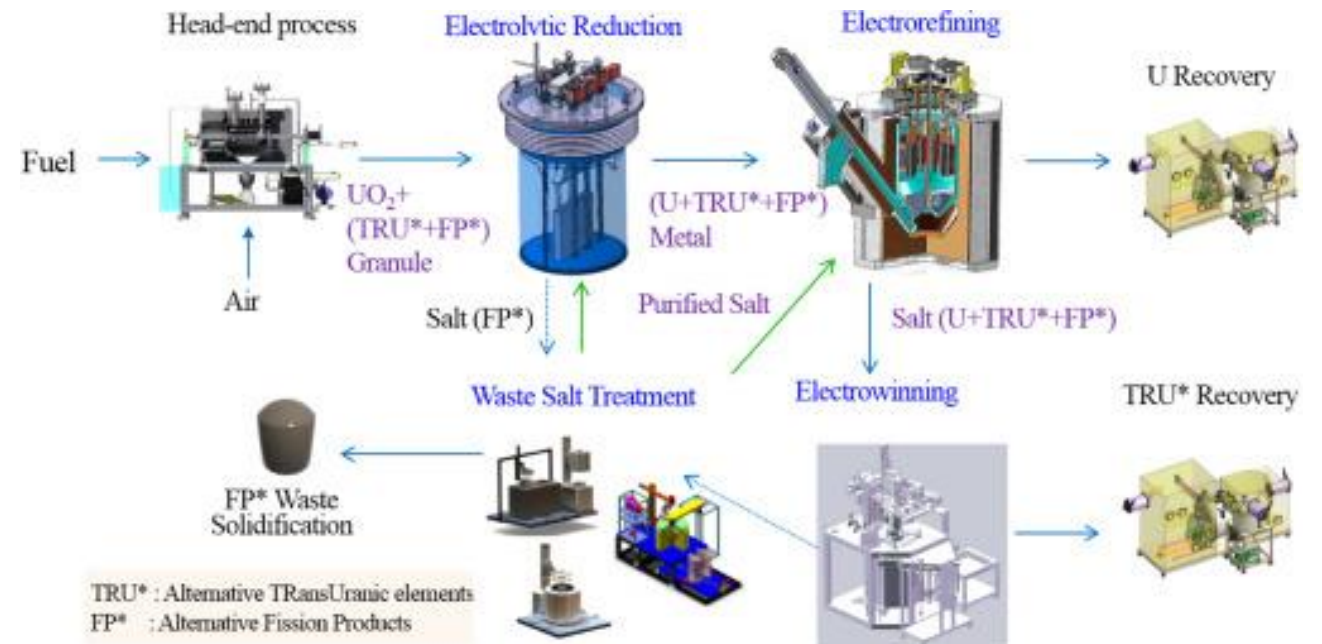 Head-end process
Electrolytic Reduction
Electrorefining
U Recovery
Fuel
UO₂+
(TRU*+FP*)
Granule
(U+TRU*+FP*)
Metal
Air
Salt (FP*)
Purified Salt
Salt (U+TRU*+FP*)
Waste Salt Treatment
Electrowinning
TRU* Recovery
FP* Waste
Solidification
TRU* : Alternative TRansUranic elements
FP* : Alternative Fission Products